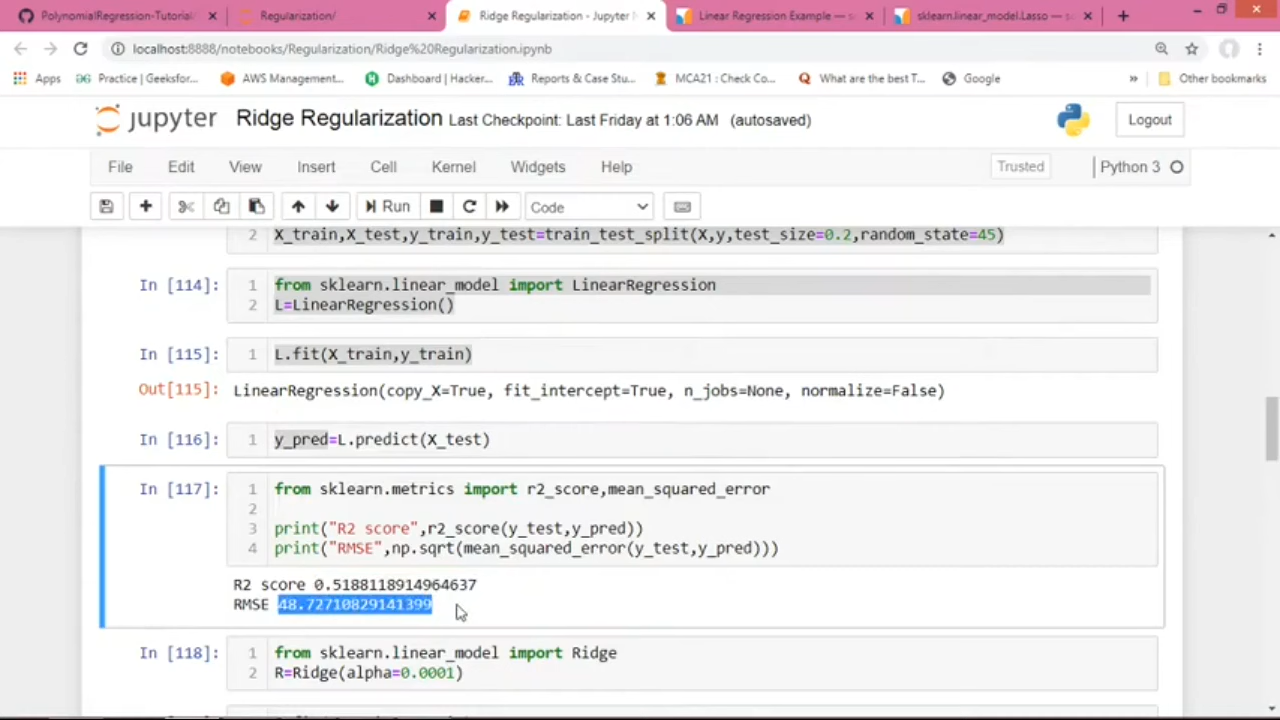 PolynomialRegression-Tutorial
Regularization/
Ridge Regularization - Jupyter
Linear Regression Example — s
sklearn.linear_model.Lasso — s
localhost:8888/notebooks/Regularization/Ridge%20Regularization.ipynb
Apps
Practice | Geeksfor...
AWS Management...
Dashboard | Hacker...
Reports & Case Stu...
MCA21 : Check Co...
What are the best T...
Google
»
Other bookmarks
jupyter
Ridge Regularization Last Checkpoint: Last Friday at 1:06 AM (autosaved)
Logout
File Edit View Insert Cell Kernel Widgets Help
Trusted
Python 3
Run
Code
2 X_train,X_test,y_train,y_test=train_test_split(X,y,test_size=0.2,random_state=45)
In [114]: 1 from sklearn.linear_model import LinearRegression
2 L=LinearRegression()
In [115]: 1 L.fit(X_train,y_train)
Out[115]: LinearRegression(copy_X=True, fit_intercept=True, n_jobs=None, normalize=False)
In [116]: 1 y_pred=L.predict(X_test)
In [117]: 1 from sklearn.metrics import r2_score,mean_squared_error
2
3 print("R2 score",r2_score(y_test,y_pred))
4 print("RMSE",np.sqrt(mean_squared_error(y_test,y_pred)))
R2 score 0.5188118914964637
RMSE 48.72710829141399
In [118]: 1 from sklearn.linear_model import Ridge
2 R=Ridge(alpha=0.0001)